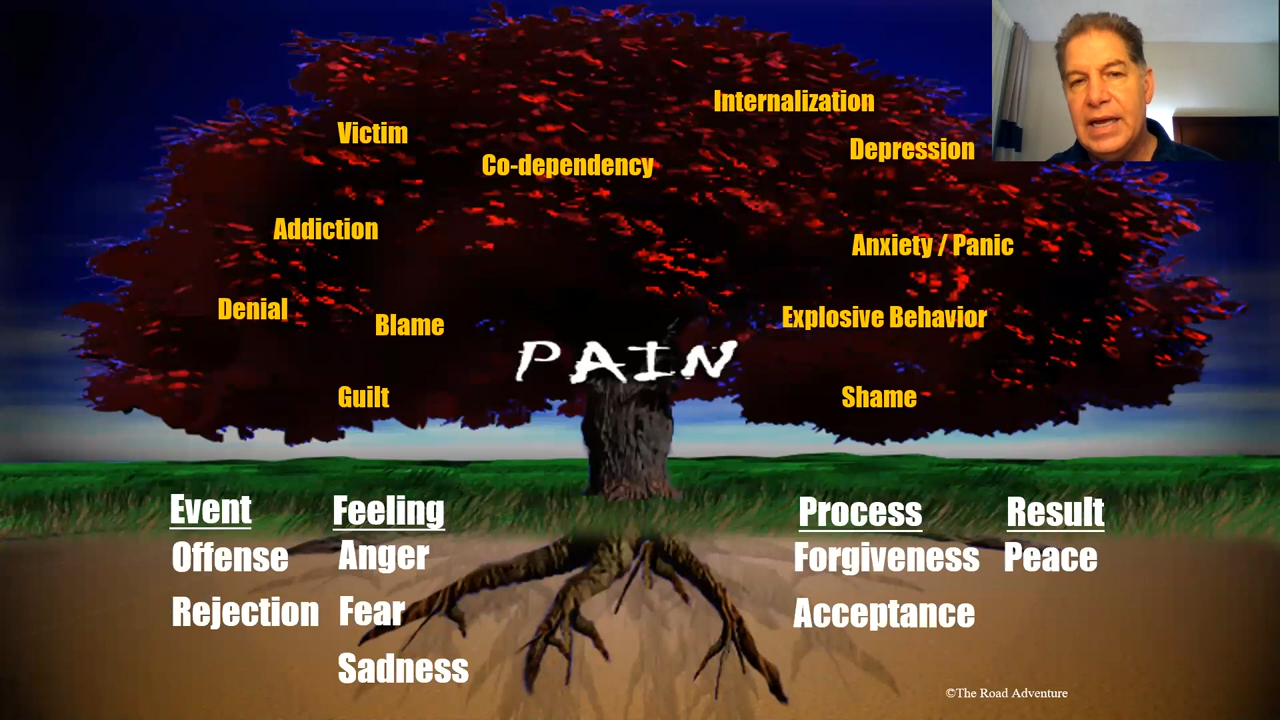 Internalization
Victim
Depression
Co-dependency
Addiction
Anxiety / Panic
Denial
Blame
Explosive Behavior
PAIN
Guilt
Shame
Event
Feeling
Process
Result
Offense
Anger
Forgiveness
Peace
Rejection
Fear
Acceptance
Sadness
©The Road Adventure